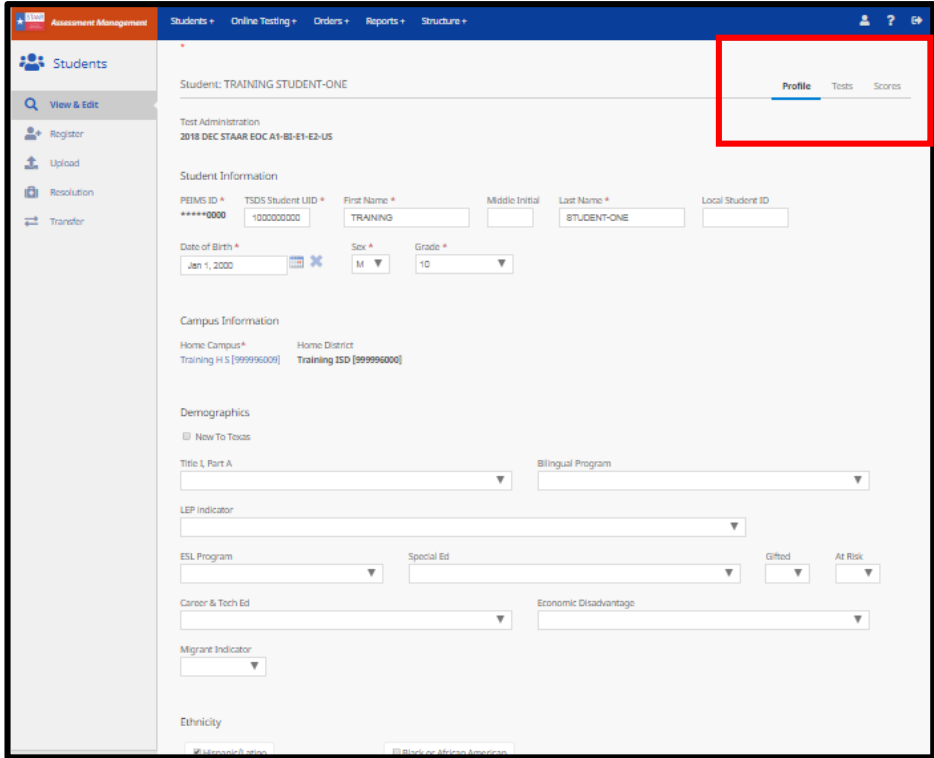 STAAR Assessment Management Students + Online Testing + Orders + Reports + Structure + ?
Students
View & Edit
Register
Upload
Resolution
Transfer
*
Student: TRAINING STUDENT-ONE
Profile Tests Scores
Test Administration
2018 DEC STAAR EOC A1-BI-E1-E2-US
Student Information
PEIMS ID * TSDS Student UID * First Name * Middle Initial Last Name * Local Student ID
*****0000 1000000000 TRAINING STUDENT-ONE
Date of Birth * Sex * Grade *
Jan 1, 2000 M 10
Campus Information
Home Campus* Home District
Training H S [999996009] Training ISD [999996000]
Demographics
New To Texas
Title I, Part A Bilingual Program
LEP Indicator
ESL Program Special Ed Gifted At Risk
Career & Tech Ed Economic Disadvantage
Migrant Indicator
Ethnicity
Hispanic/Latino Black or African American